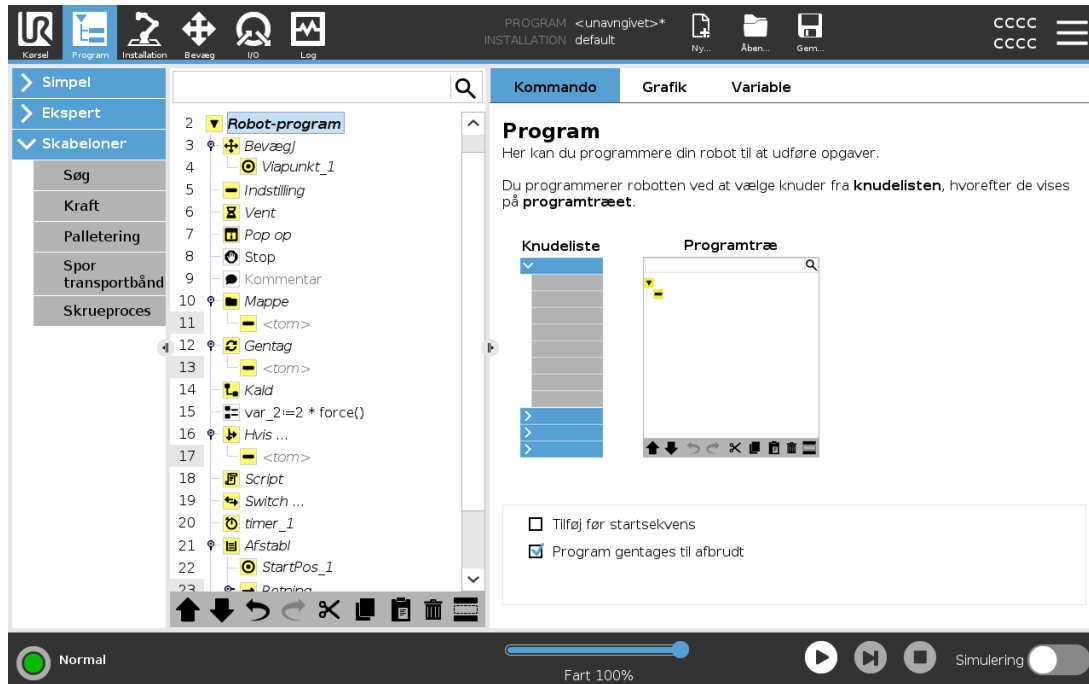 PROGRAM <unavngivet>*
INSTALLATION default
UR
Kørsel
Program
Installation
Bevæg
I/O
Log
Ny...
Åben...
Gem...
cccc
cccc
Simpel
Ekspert
Skabeloner
Søg
Kraft
Palletering
Spor
transportbånd
Skrueproces
2 Robot-program
3 BevægJ
4 Viapunkt_1
5 Indstilling
6 Vent
7 Pop op
8 Stop
9 Kommentar
10 Mappe
11 <tom>
12 Gentag
13 <tom>
14 Kald
15 var_2:=2 * force()
16 Hvis ...
17 <tom>
18 Script
19 Switch ...
20 timer_1
21 Afstabl
22 StartPos_1
23 Retning
Kommando
Grafik
Variable
Program
Her kan du programmere din robot til at udføre opgaver.
Du programmerer robotten ved at vælge knuder fra knudelisten, hvorefter de vises
på programtræet.
Knudeliste
Programtræ
Tilføj før startsekvens
Program gentages til afbrudt
Normal
Fart 100%
Simulering